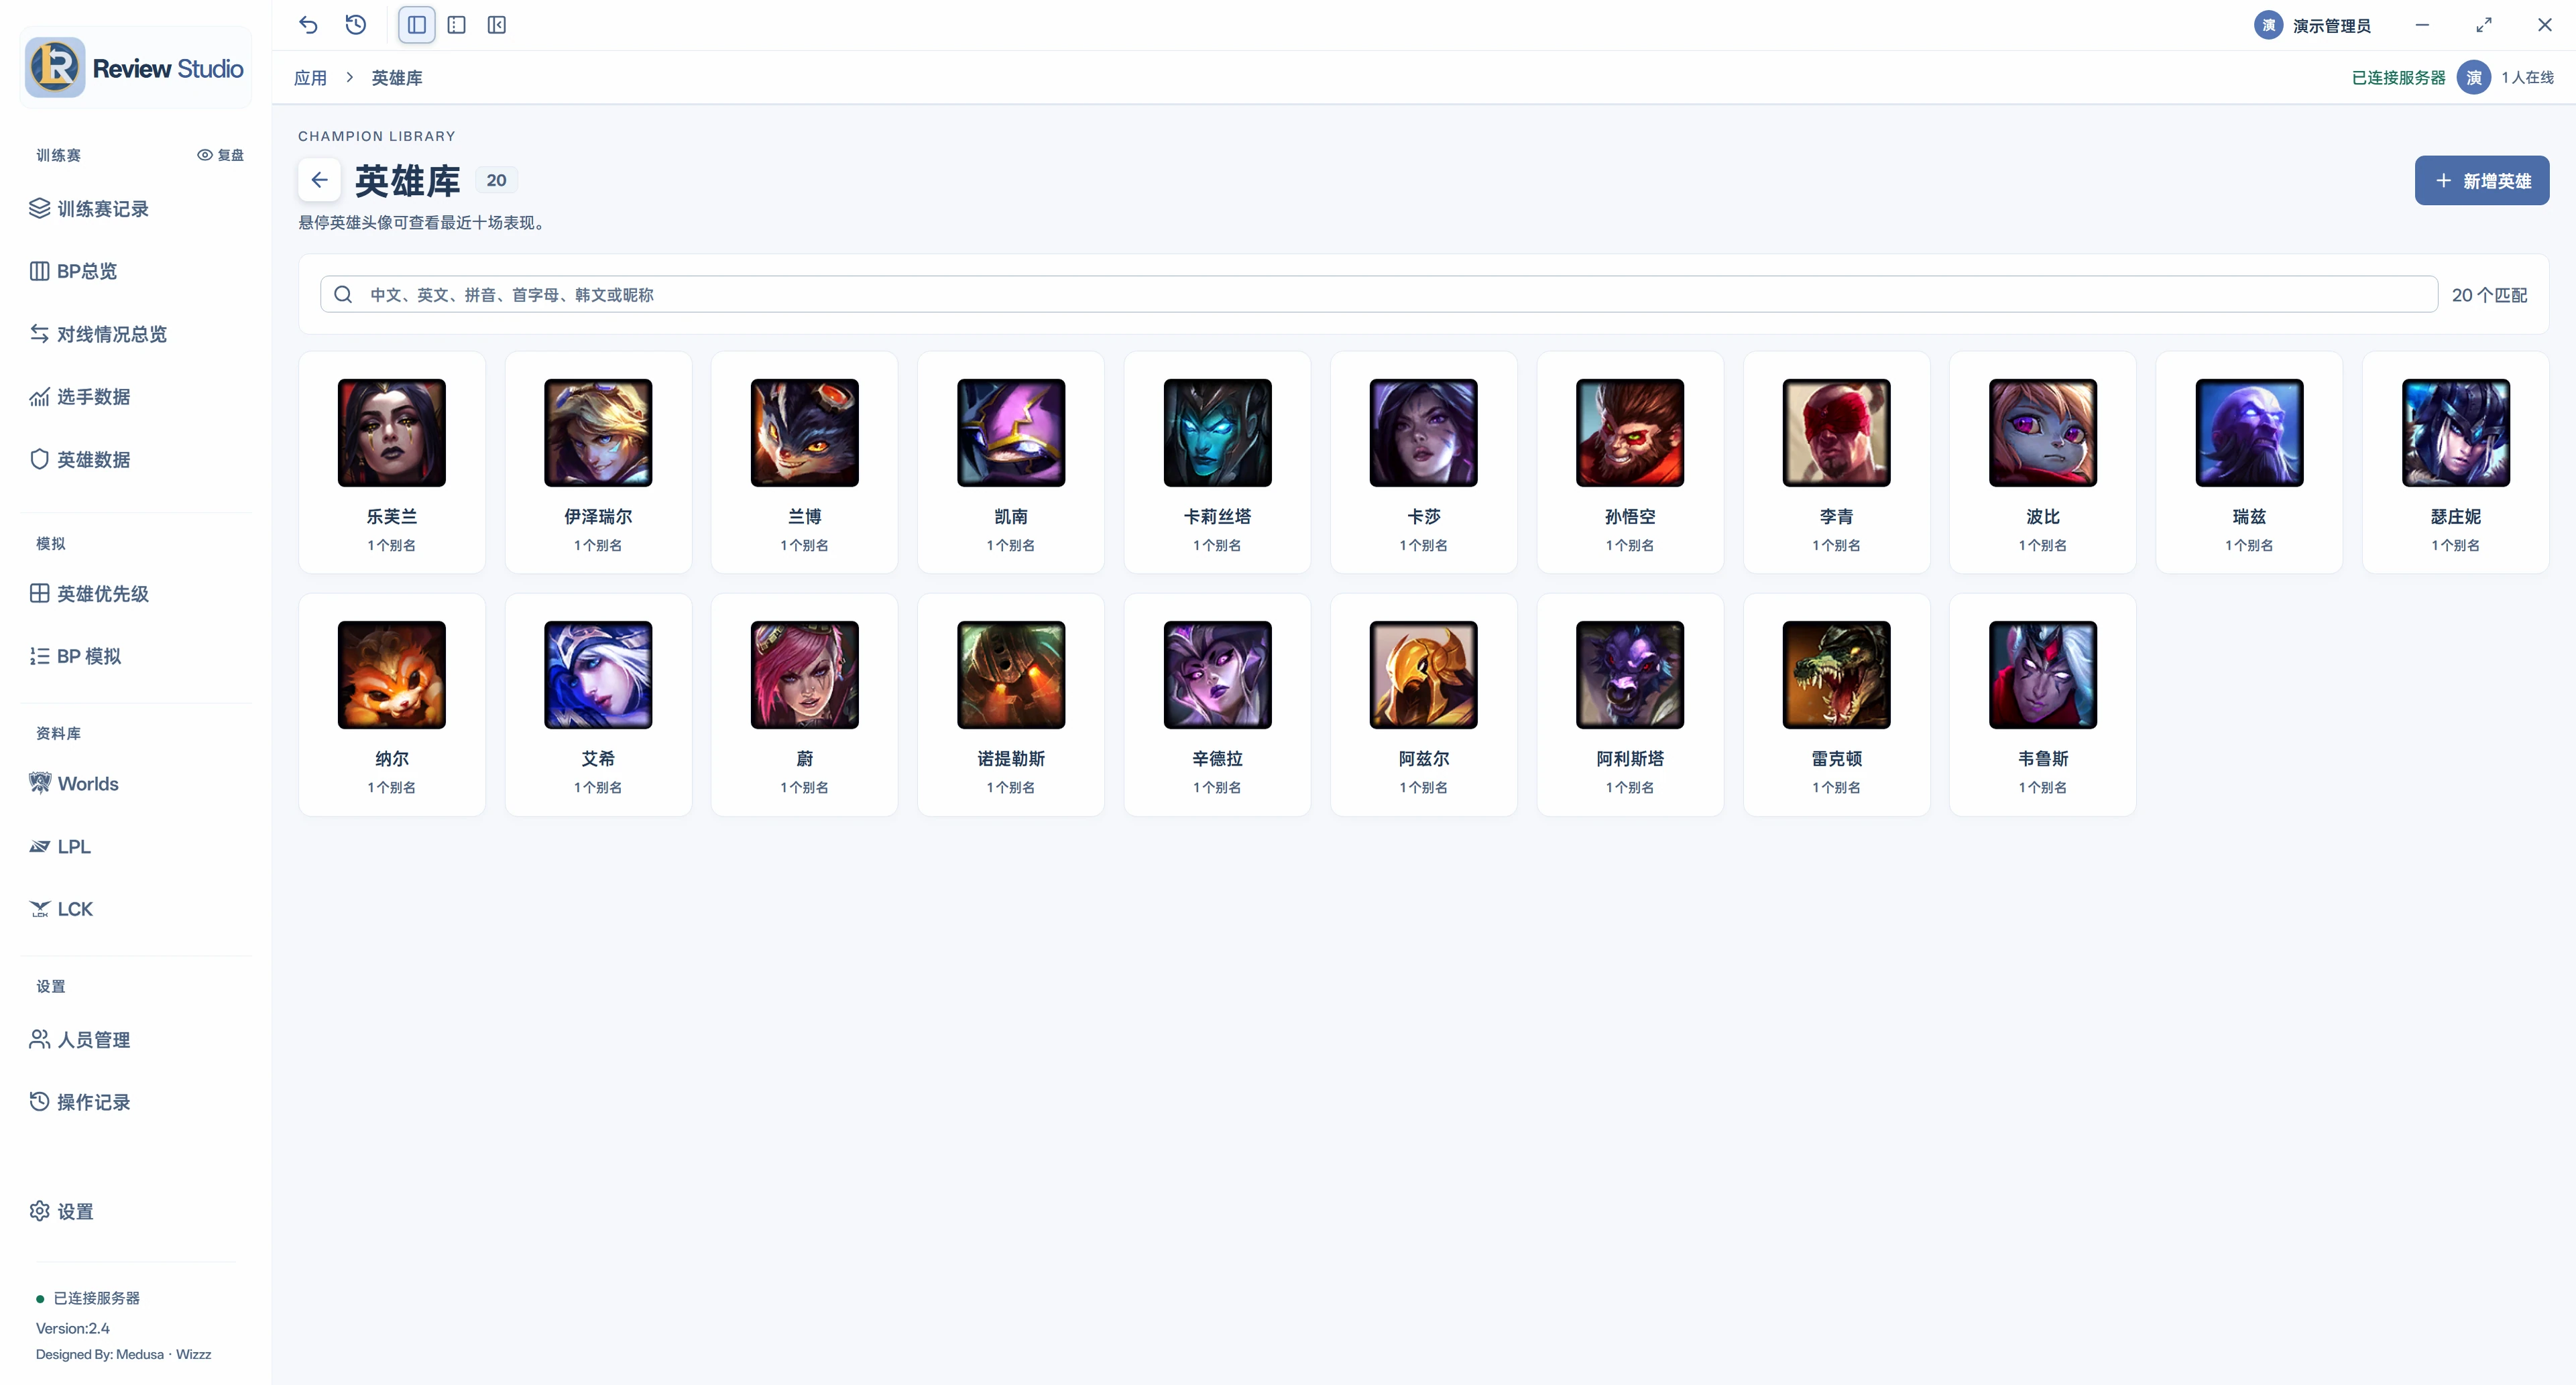 Review Studio
训练赛
复盘
训练赛记录
BP总览
对线情况总览
选手数据
英雄数据
模拟
英雄优先级
BP 模拟
资料库
Worlds
LPL
LCK
设置
人员管理
操作记录
设置
已连接服务器
Version:2.4
Designed By: Medusa · Wizzz
演 演示管理员
应用 > 英雄库
已连接服务器 演 1人在线
CHAMPION LIBRARY
英雄库 20
新增英雄
悬停英雄头像可查看最近十场表现。
中文、英文、拼音、首字母、韩文或昵称
20 个匹配
乐芙兰 伊泽瑞尔 兰博 凯南 卡莉丝塔 卡莎 孙悟空 李青 波比 瑞兹 瑟庄妮
1个别名 1个别名 1个别名 1个别名 1个别名 1个别名 1个别名 1个别名 1个别名 1个别名 1个别名
纳尔 艾希 蔚 诺提勒斯 辛德拉 阿兹尔 阿利斯塔 雷克顿 韦鲁斯
1个别名 1个别名 1个别名 1个别名 1个别名 1个别名 1个别名 1个别名 1个别名